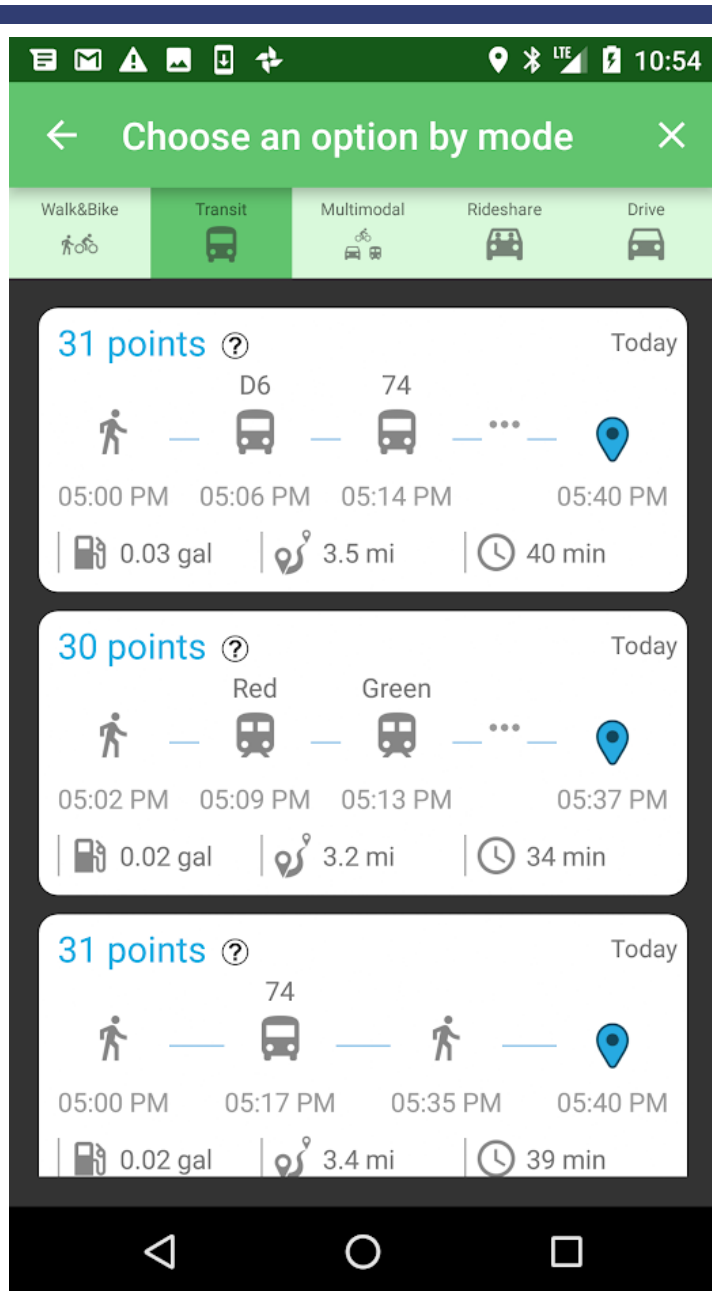 LTE 10:54
Choose an option by mode
Walk&Bike Transit Multimodal Rideshare Drive
31 points ? Today
D6 74
05:00 PM 05:06 PM 05:14 PM 05:40 PM
0.03 gal 3.5 mi 40 min
30 points ? Today
Red Green
05:02 PM 05:09 PM 05:13 PM 05:37 PM
0.02 gal 3.2 mi 34 min
31 points ? Today
74
05:00 PM 05:17 PM 05:35 PM 05:40 PM
0.02 gal 3.4 mi 39 min